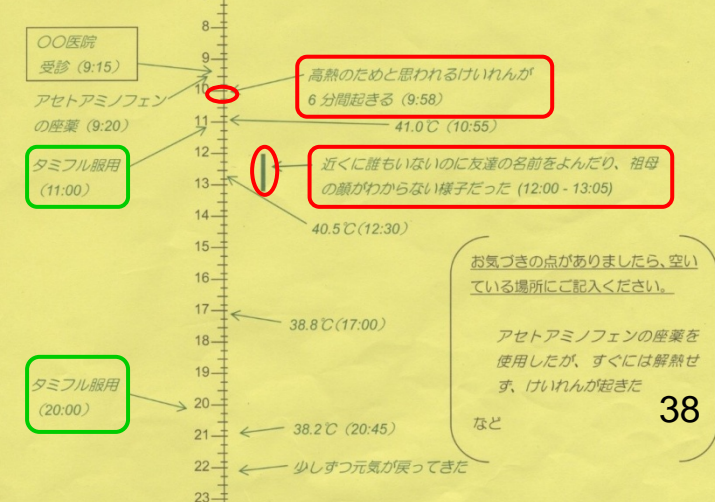 8
〇〇医院
受診（9:15）
9
高熱のためと思われるけいれんが
6 分間起きる（9:58）
10
アセトアミノフェン
の座薬（9:20）
11
41.0℃（10:55）
タミフル服用
（11:00）
12
近くに誰もいないのに友達の名前をよんだり、祖母
の顔がわからない様子だった (12:00 - 13:05)
13
14
40.5℃（12:30）
15
お気づきの点がありましたら、空い
ている場所にご記入ください。
16
17
38.8℃（17:00）
アセトアミノフェンの座薬を
使用したが、すぐには解熱せ
ず、けいれんが起きた
など
18
19
タミフル服用
（20:00）
20
38
21
38.2℃（20:45）
22
少しずつ元気が戻ってきた
23